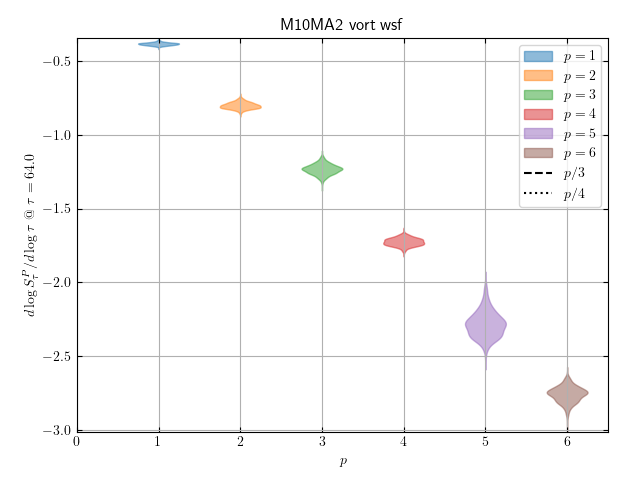 M10MA2 vort wsf
d log S_τ^P / d log τ @ τ = 64.0
−0.5
−1.0
−1.5
−2.0
−2.5
−3.0
0 1 2 3 4 5 6
p
p = 1
p = 2
p = 3
p = 4
p = 5
p = 6
p/3
p/4